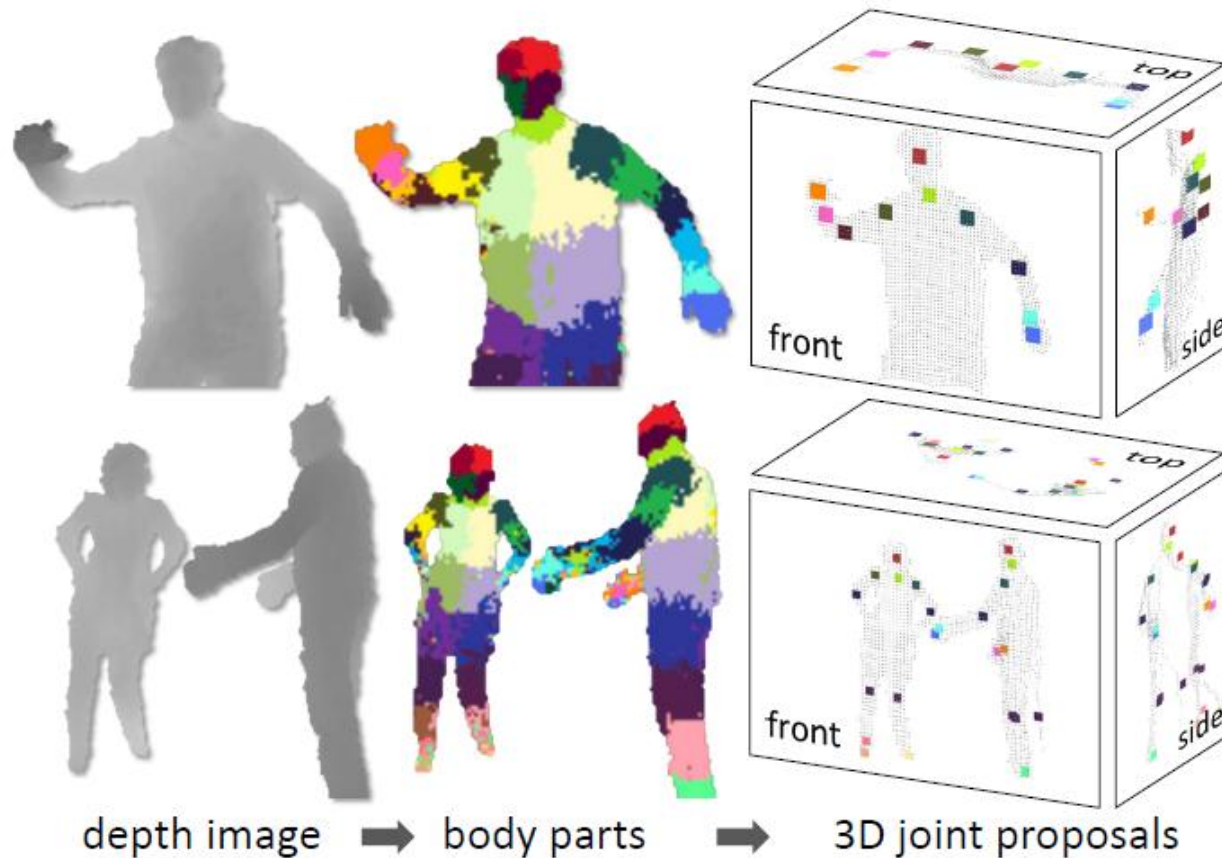 top
front
side
top
front
side
depth image
body parts
3D joint proposals